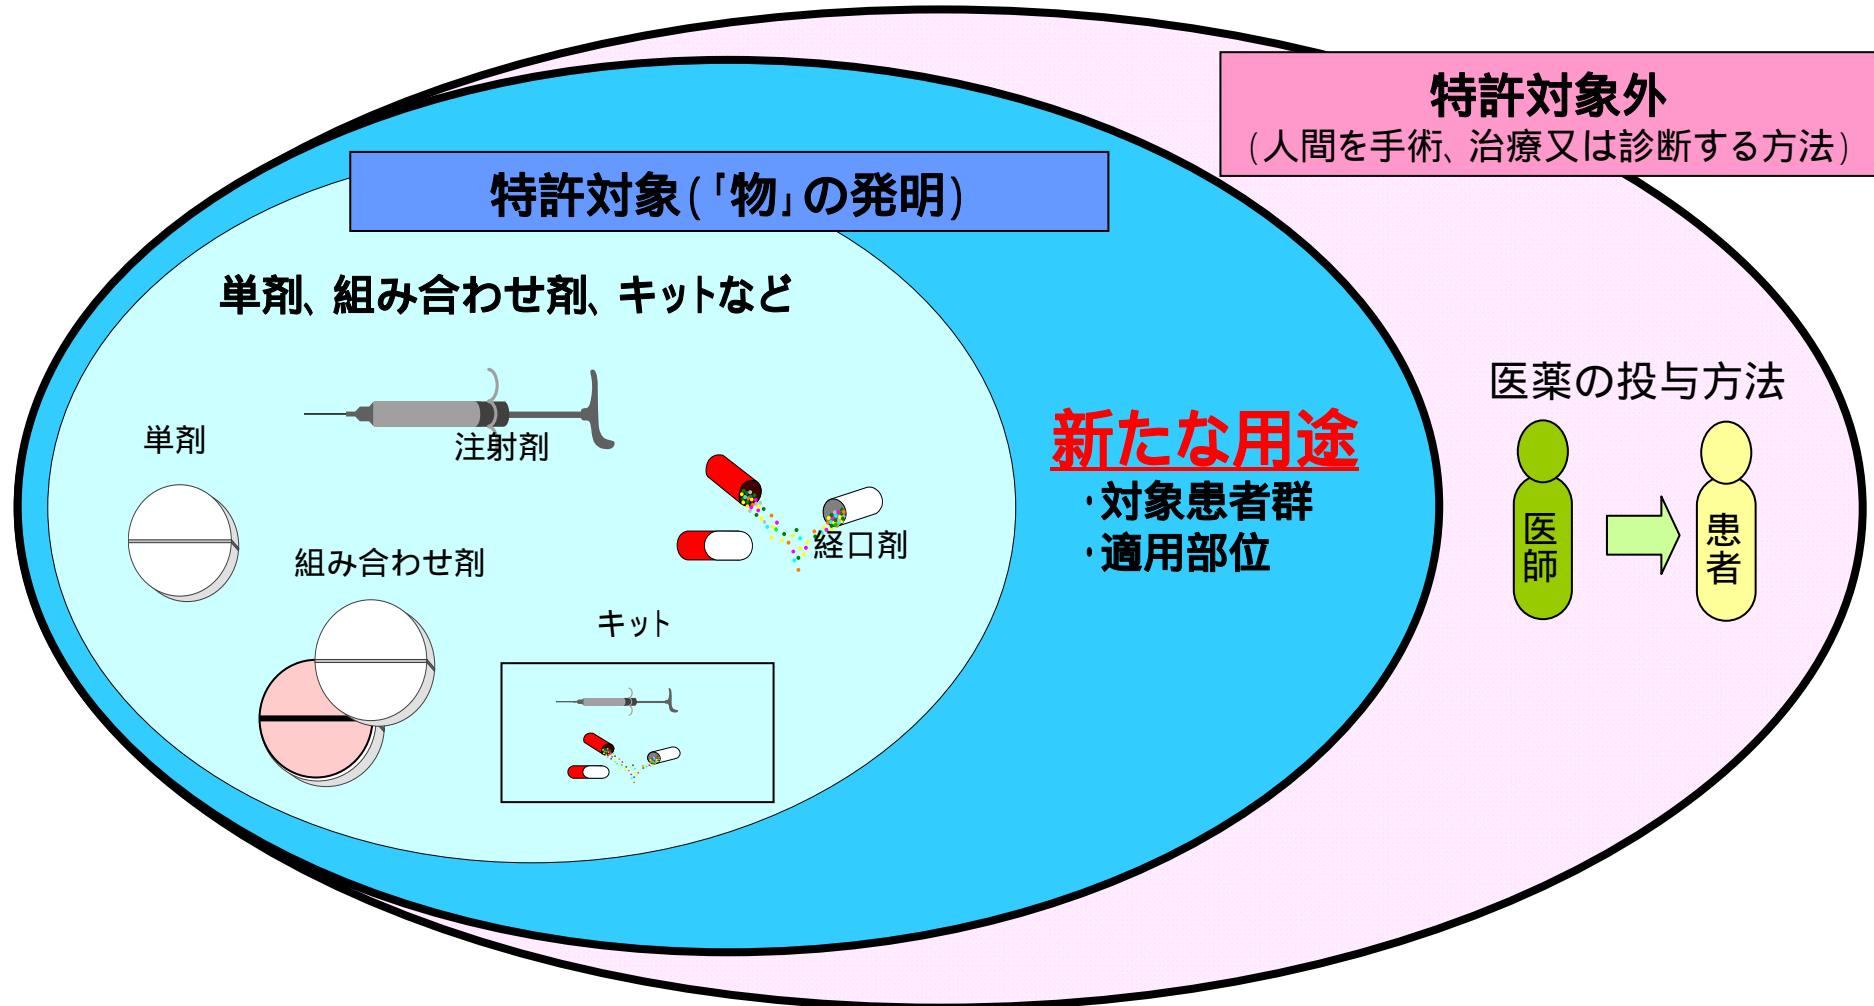 特許対象外
(人間を手術、治療又は診断する方法)
特許対象(「物」の発明)
単剤、組み合わせ剤、キットなど
単剤
注射剤
経口剤
組み合わせ剤
キット
新たな用途
・対象患者群
・適用部位
医薬の投与方法
医師
患者